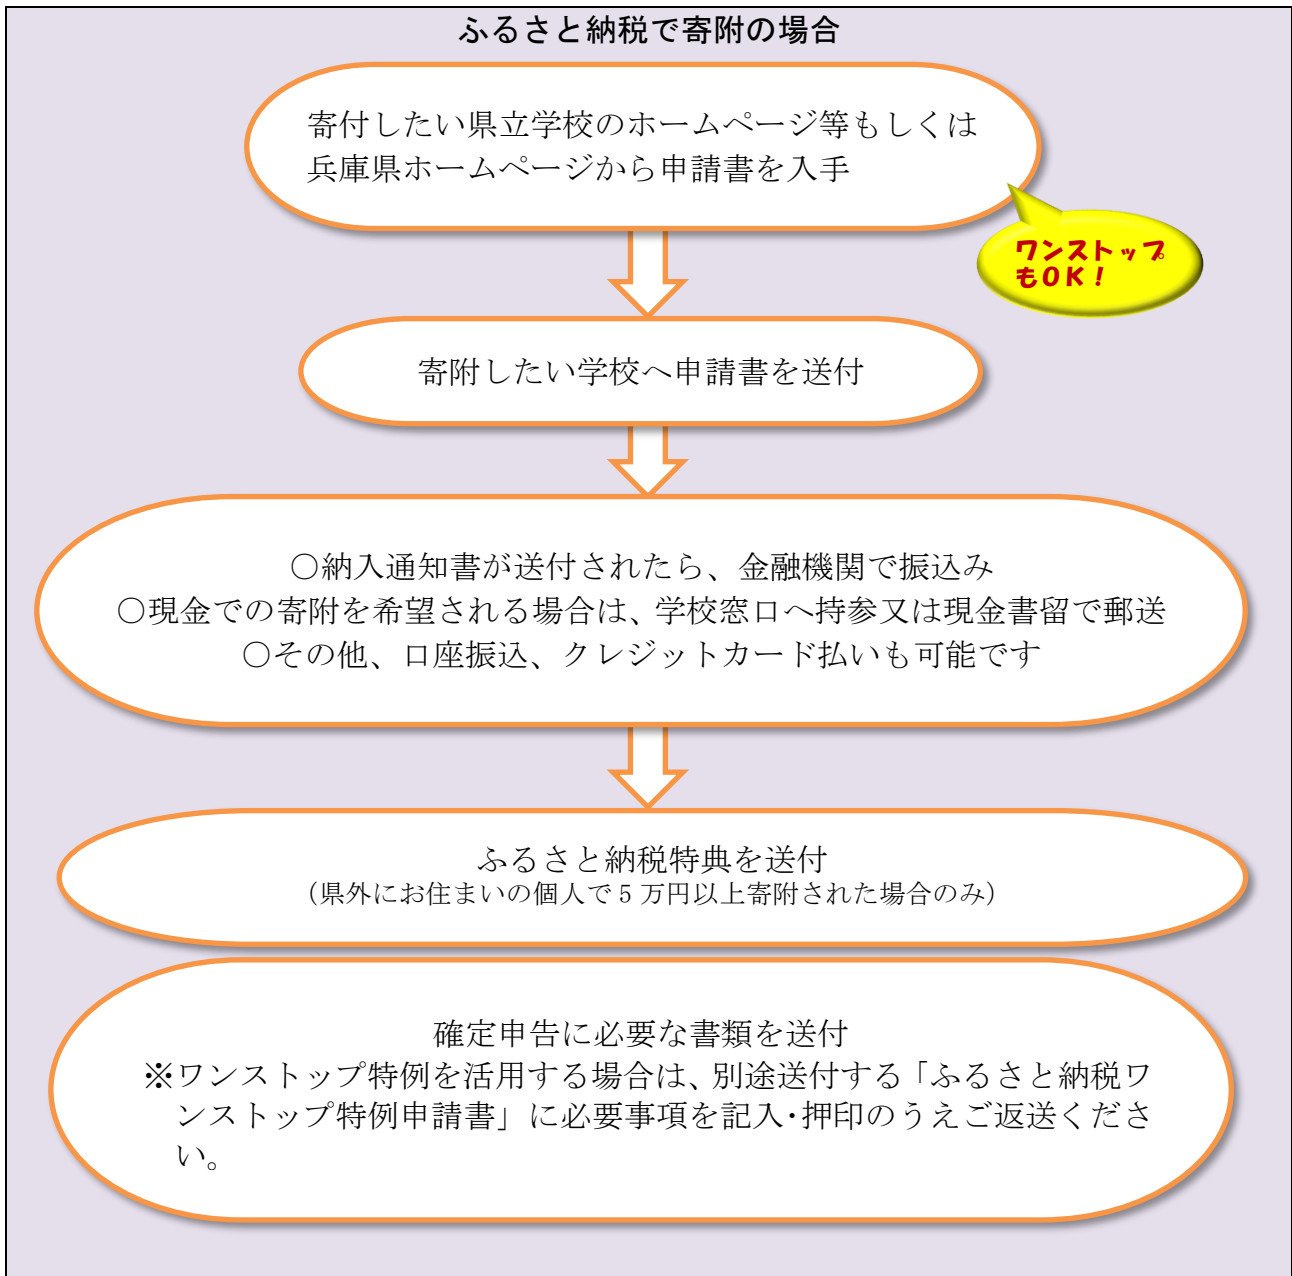 ふるさと納税で寄附の場合
寄付したい県立学校のホームページ等もしくは
兵庫県ホームページから申請書を入手
ワンストップ
もOK！
寄附したい学校へ申請書を送付
○納入通知書が送付されたら、金融機関で振込み
○現金での寄附を希望される場合は、学校窓口へ持参又は現金書留で郵送
○その他、口座振込、クレジットカード払いも可能です
ふるさと納税特典を送付
（県外にお住まいの個人で５万円以上寄附された場合のみ）
確定申告に必要な書類を送付
※ワンストップ特例を活用する場合は、別途送付する「ふるさと納税ワ
ンストップ特例申請書」に必要事項を記入・押印のうえご返送くださ
い。